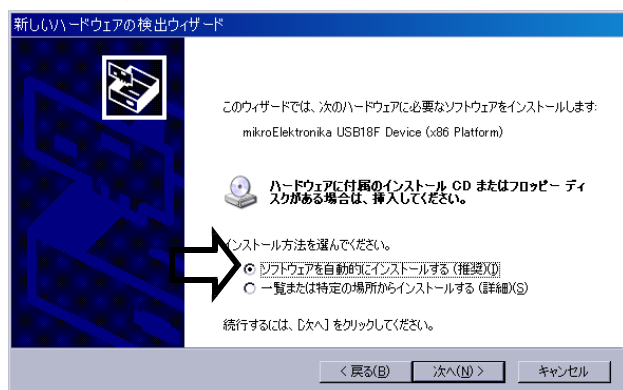 新しいハードウェアの検出ウィザード
このウィザードでは、次のハードウェアに必要なソフトウェアをインストールします:
mikroElektronika USB18F Device (x86 Platform)
ハードウェアに付属のインストール CD またはフロッピー ディ
スクがある場合は、挿入してください。
インストール方法を選んでください。
ソフトウェアを自動的にインストールする (推奨)(I)
一覧または特定の場所からインストールする (詳細)(S)
続行するには、[次へ] をクリックしてください。
< 戻る(B)
次へ(N) >
キャンセル